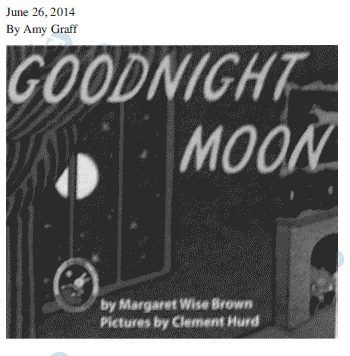 June 26, 2014
By Amy Graff
GOODNIGHT
MOON
by Margaret Wise Brown
Pictures by Clement Hurd